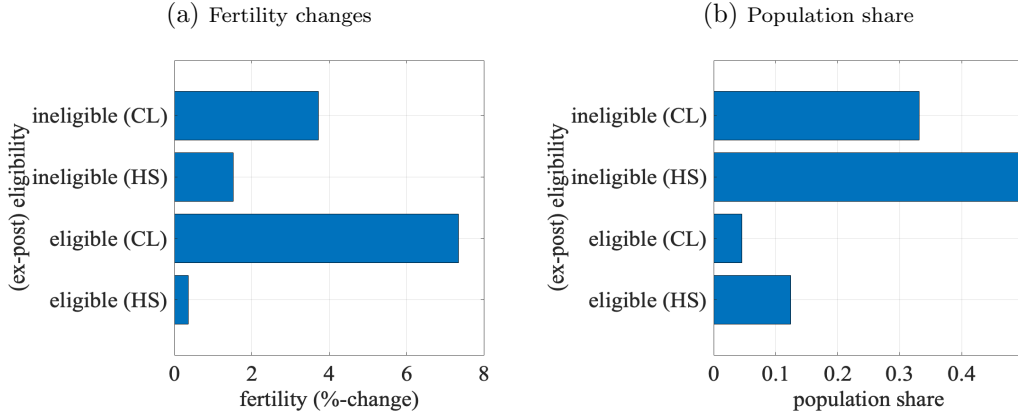 (a) Fertility changes
ineligible (CL)
ineligible (HS)
eligible (CL)
eligible (HS)
(ex-post) eligibility
0 2 4 6 8
fertility (%-change)
(b) Population share
ineligible (CL)
ineligible (HS)
eligible (CL)
eligible (HS)
(ex-post) eligibility
0 0.1 0.2 0.3 0.4
population share